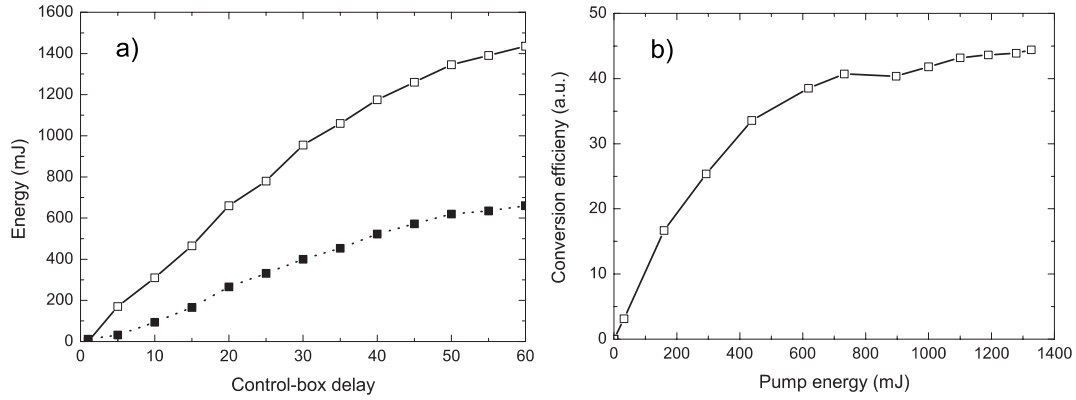 a)
1600
1400
1200
1000
800
600
400
200
0
Energy (mJ)
0 10 20 30 40 50 60
Control-box delay
b)
50
40
30
20
10
0
Conversion efficieny (a.u.)
0 200 400 600 800 1000 1200 1400
Pump energy (mJ)